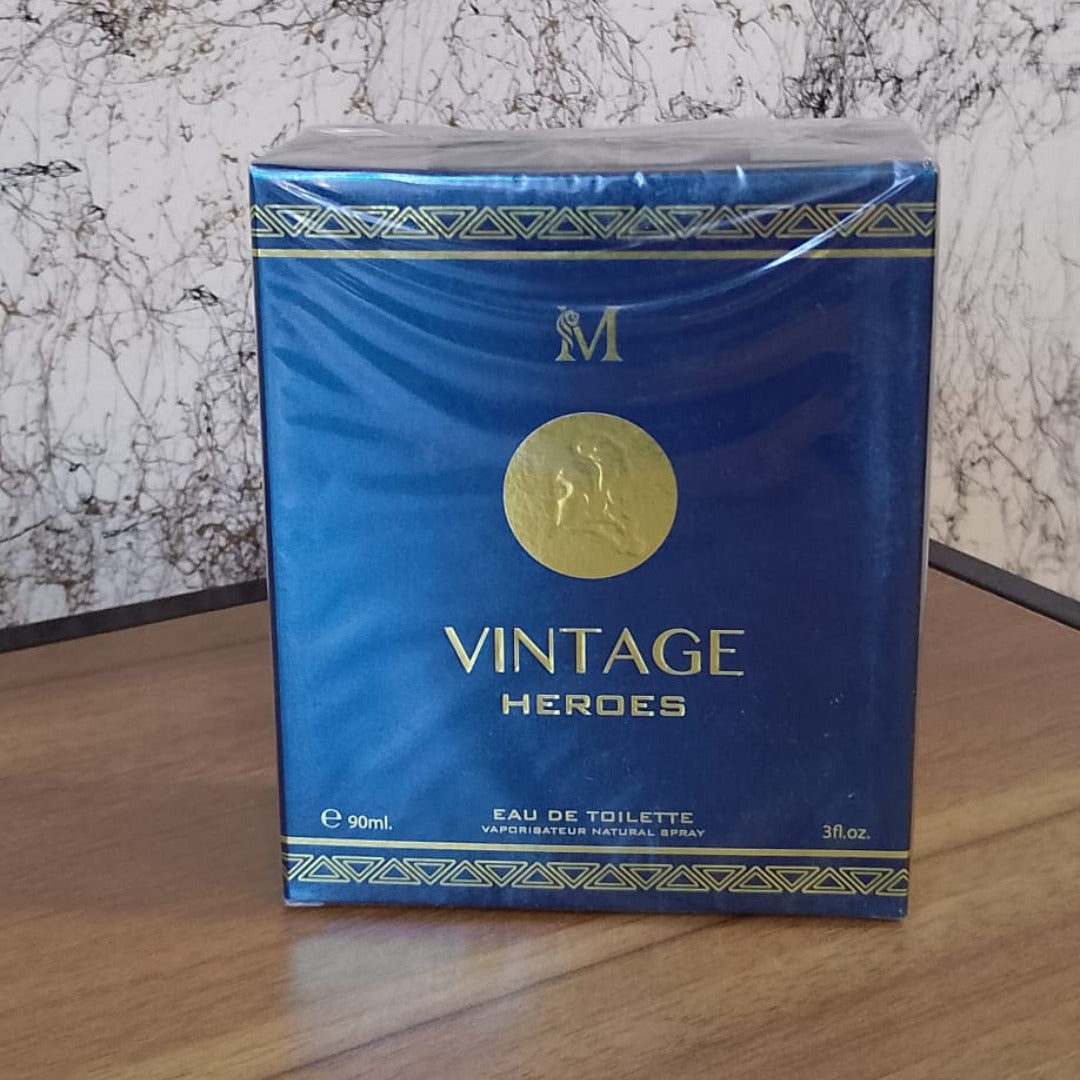 M
VINTAGE
HEROES
℮ 90ml.
EAU DE TOILETTE
VAPORISATEUR NATURAL SPRAY
3fl.oz.